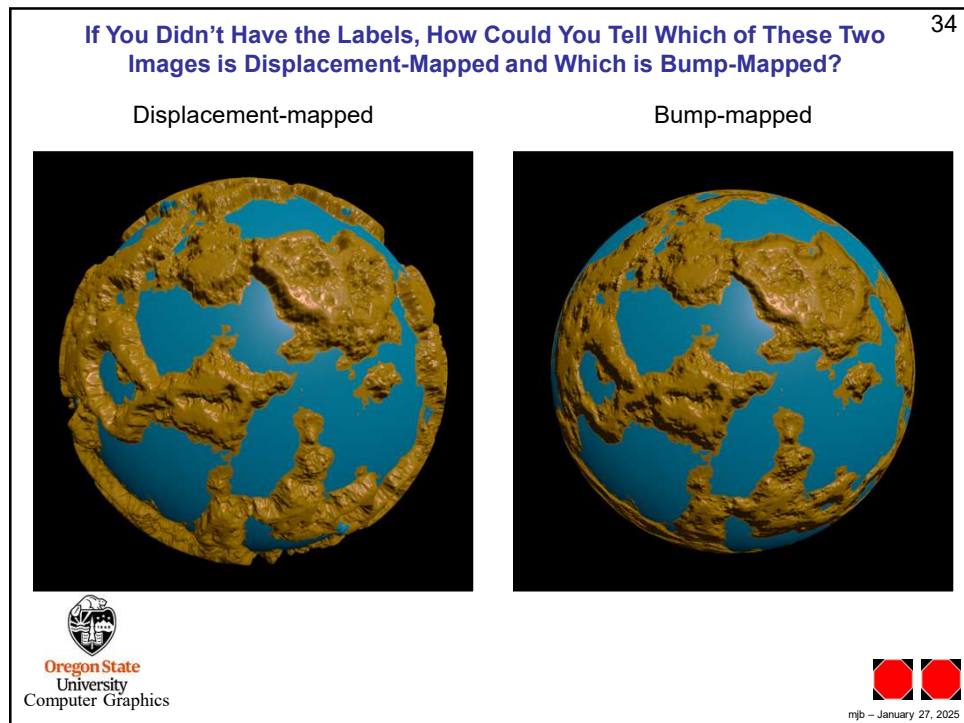 34
If You Didn't Have the Labels, How Could You Tell Which of These Two
Images is Displacement-Mapped and Which is Bump-Mapped?
Displacement-mapped
Bump-mapped
Oregon State
University
Computer Graphics
mjb – January 27, 2025